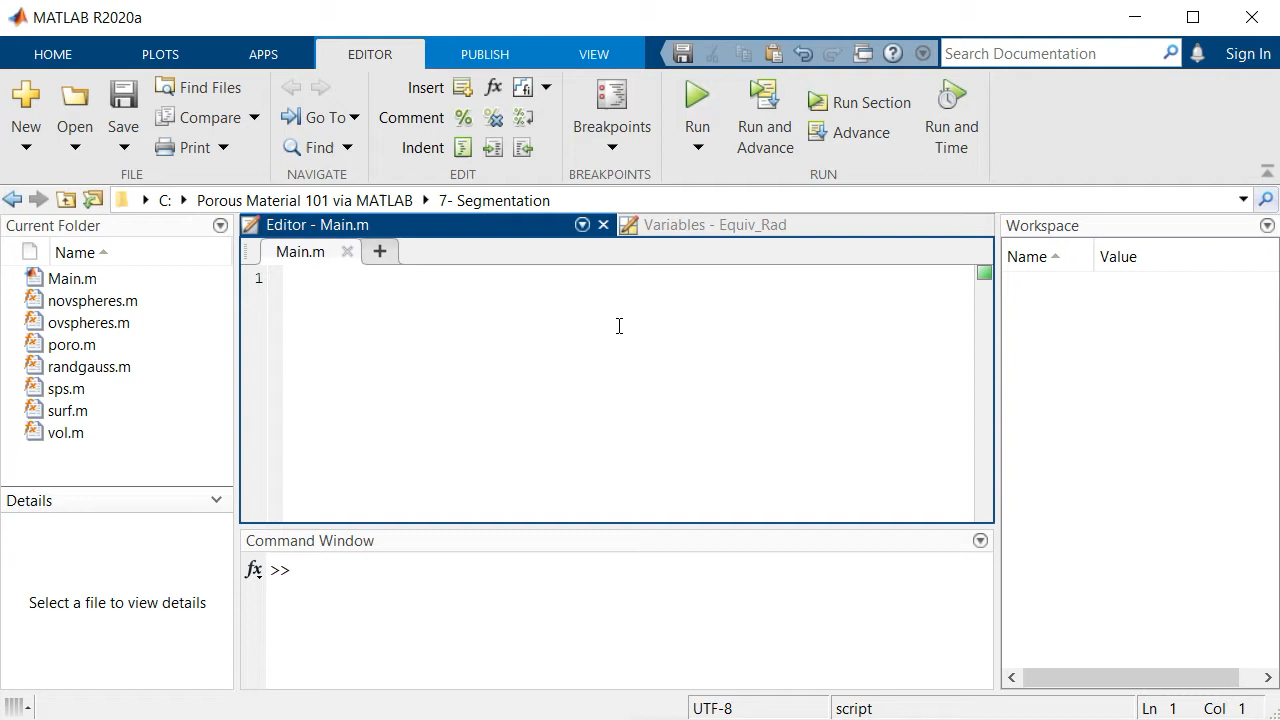 MATLAB R2020a
HOME PLOTS APPS EDITOR PUBLISH VIEW Search Documentation Sign In
New Open Save Find Files Compare Print
FILE
Go To Find
NAVIGATE
Insert fx fi
Comment % %
Indent
EDIT
Breakpoints
BREAKPOINTS
Run Run and Advance Run Section Advance Run and Time
RUN
C: Porous Material 101 via MATLAB 7- Segmentation
Current Folder
Name
Main.m
novspheres.m
ovspheres.m
poro.m
randgauss.m
sps.m
surf.m
vol.m
Details
Select a file to view details
Editor - Main.m Variables - Equiv_Rad
Main.m +
1
Command Window
fx >>
Workspace
Name Value
UTF-8 script Ln 1 Col 1